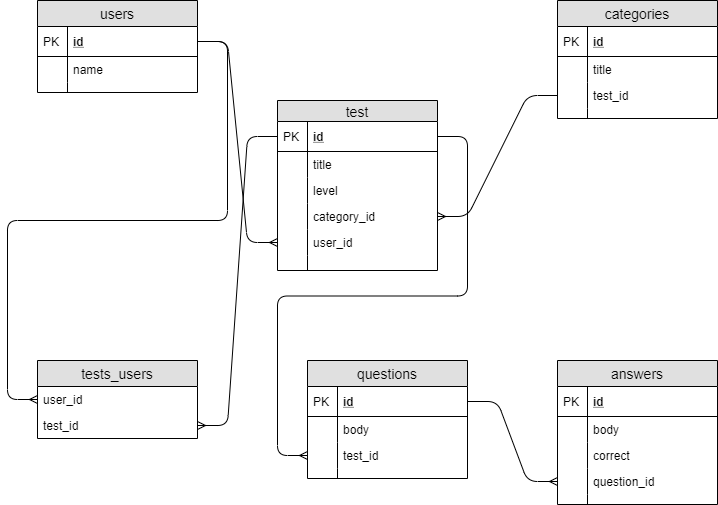 users
PK id
name
categories
PK id
title
test_id
test
PK id
title
level
category_id
user_id
tests_users
user_id
test_id
questions
PK id
body
test_id
answers
PK id
body
correct
question_id